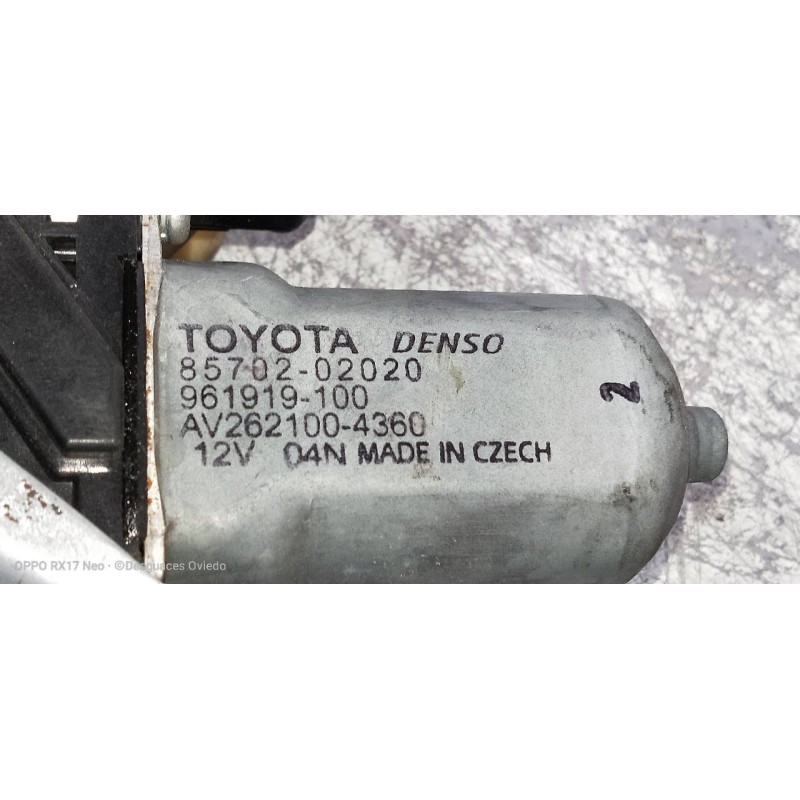 TOYOTA DENSO
85702-02020
961919-100
AV262100-4360
12V 04N MADE IN CZECH
2
OPPO RX17 Neo · ©Desguaces Oviedo